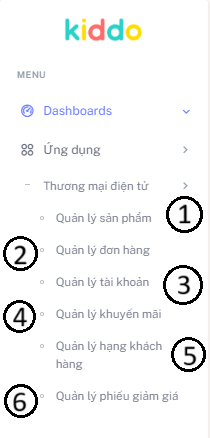 kiddo
MENU
Dashboards
Ứng dụng
Thương mại điện tử
Quản lý sản phẩm 1
2 Quản lý đơn hàng
Quản lý tài khoản 3
4 Quản lý khuyến mãi
Quản lý hạng khách
hàng 5
6 Quản lý phiếu giảm giá